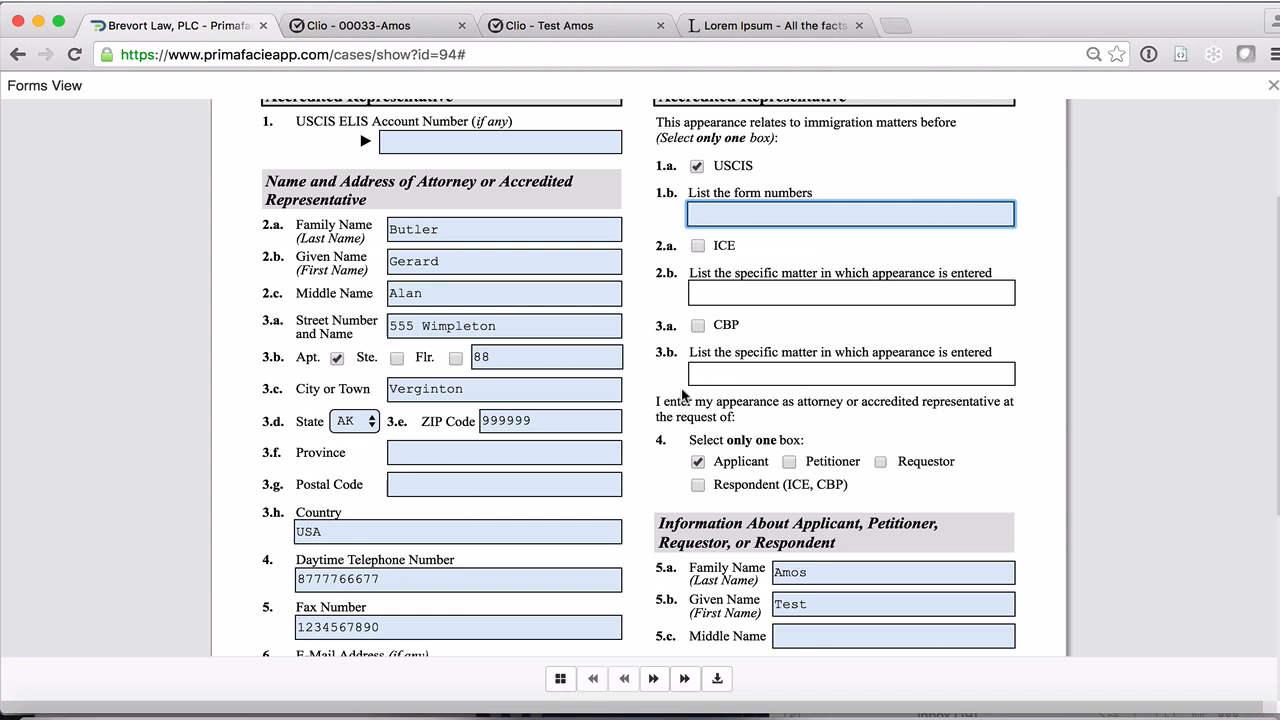 Brevort Law, PLC - Primafa
Clio - 00033-Amos
Clio - Test Amos
Lorem Ipsum - All the facts
https://www.primafacieapp.com/cases/show?id=94#
Forms View
Accredited Representative
1. USCIS ELIS Account Number (if any)
Name and Address of Attorney or Accredited
Representative
2.a. Family Name
(Last Name)
Butler
2.b. Given Name
(First Name)
Gerard
2.c. Middle Name Alan
3.a. Street Number
and Name
555 Wimpleton
3.b. Apt. Ste. Flr. 88
3.c. City or Town Verginton
3.d. State AK 3.e. ZIP Code 999999
3.f. Province
3.g. Postal Code
3.h. Country
USA
4. Daytime Telephone Number
8777766677
5. Fax Number
1234567890
6. E-Mail Address (if any)
Accredited Representative
This appearance relates to immigration matters before
(Select only one box):
1.a. USCIS
1.b. List the form numbers
2.a. ICE
2.b. List the specific matter in which appearance is entered
3.a. CBP
3.b. List the specific matter in which appearance is entered
I enter my appearance as attorney or accredited representative at
the request of:
4. Select only one box:
Applicant Petitioner Requestor
Respondent (ICE, CBP)
Information About Applicant, Petitioner,
Requestor, or Respondent
5.a. Family Name
(Last Name)
Amos
5.b. Given Name
(First Name)
Test
5.c. Middle Name